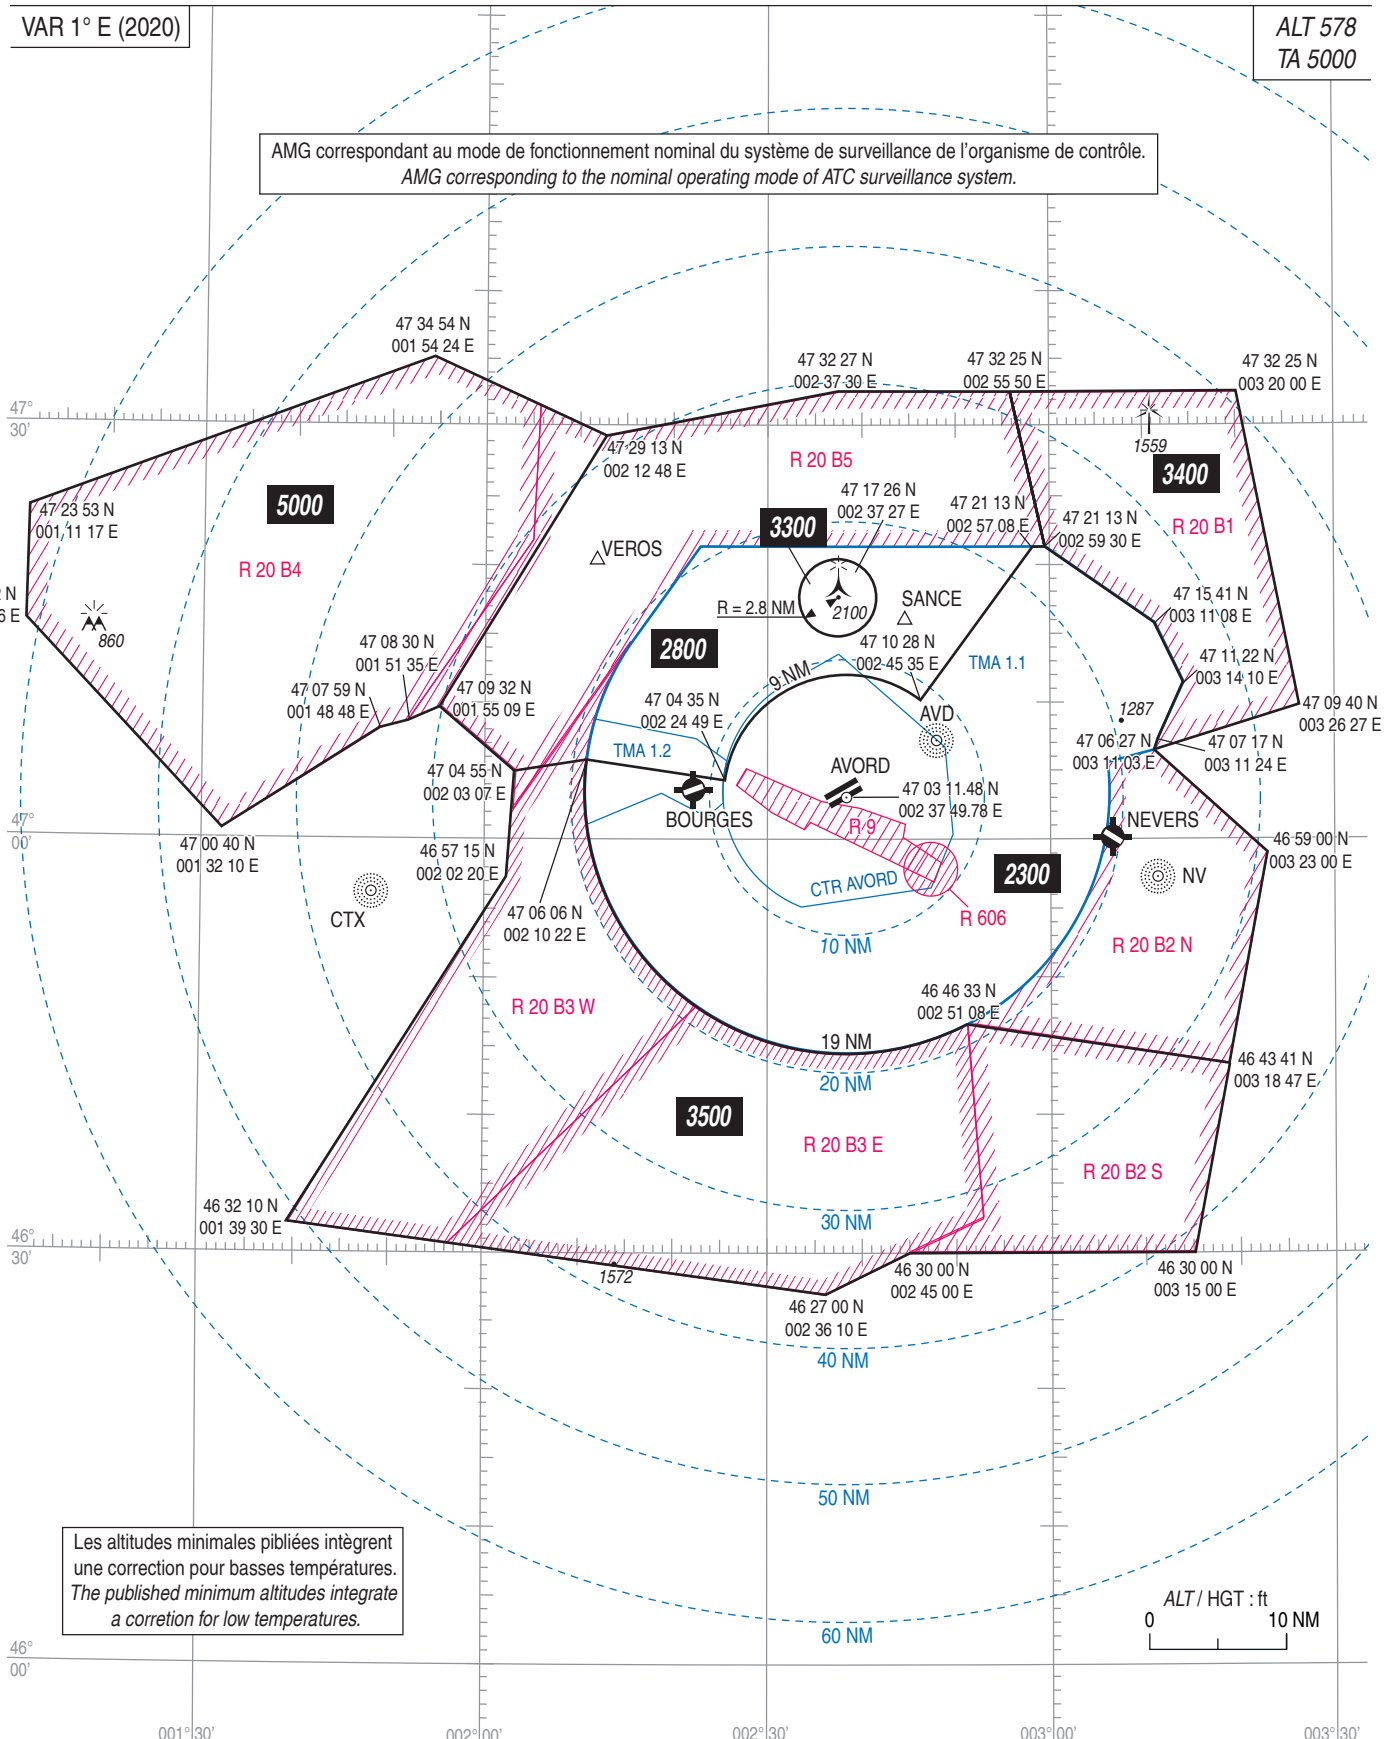 VAR 1° E (2020)
ALT 578
TA 5000
AMG correspondant au mode de fonctionnement nominal du système de surveillance de l'organisme de contrôle.
AMG corresponding to the nominal operating mode of ATC surveillance system.
47 34 54 N
001 54 24 E
47 32 27 N
002 37 30 E
47 32 25 N
002 55 50 E
47 32 25 N
003 20 00 E
47°
30'
1559
47 29 13 N
002 12 48 E
R 20 B5
3400
5000
47 23 53 N
001 11 17 E
47 17 26 N
002 37 27 E
47 21 13 N
002 57 08 E
47 21 13 N
002 59 30 E
R 20 B1
3300
VEROS
R 20 B4
N
6 E
860
R = 2.8 NM
2100
SANCE
47 15 41 N
003 11 08 E
2800
47 08 30 N
001 51 35 E
47 10 28 N
002 45 35 E
TMA 1.1
47 11 22 N
003 14 10 E
9 NM
47 07 59 N
001 48 48 E
47 09 32 N
001 55 09 E
47 04 35 N
002 24 49 E
AVD
1287
47 09 40 N
003 26 27 E
TMA 1.2
47 06 27 N
003 11 03 E
47 07 17 N
003 11 24 E
47 04 55 N
002 03 07 E
AVORD
47 03 11.48 N
002 37 49.78 E
BOURGES
R 9
NEVERS
47°
00'
47 00 40 N
001 32 10 E
46 57 15 N
002 02 20 E
46 59 00 N
003 23 00 E
2300
NV
CTR AVORD
CTX
47 06 06 N
002 10 22 E
R 606
10 NM
R 20 B2 N
R 20 B3 W
46 46 33 N
002 51 08 E
19 NM
20 NM
46 43 41 N
003 18 47 E
3500
R 20 B3 E
R 20 B2 S
46 32 10 N
001 39 30 E
30 NM
46°
30'
1572
46 30 00 N
002 45 00 E
46 30 00 N
003 15 00 E
46 27 00 N
002 36 10 E
40 NM
50 NM
Les altitudes minimales pibliées intègrent
une correction pour basses températures.
The published minimum altitudes integrate
a corretion for low temperatures.
ALT / HGT : ft
0 10 NM
60 NM
46°
00'
001°30'
002°00'
002°30'
003°00'
003°30'